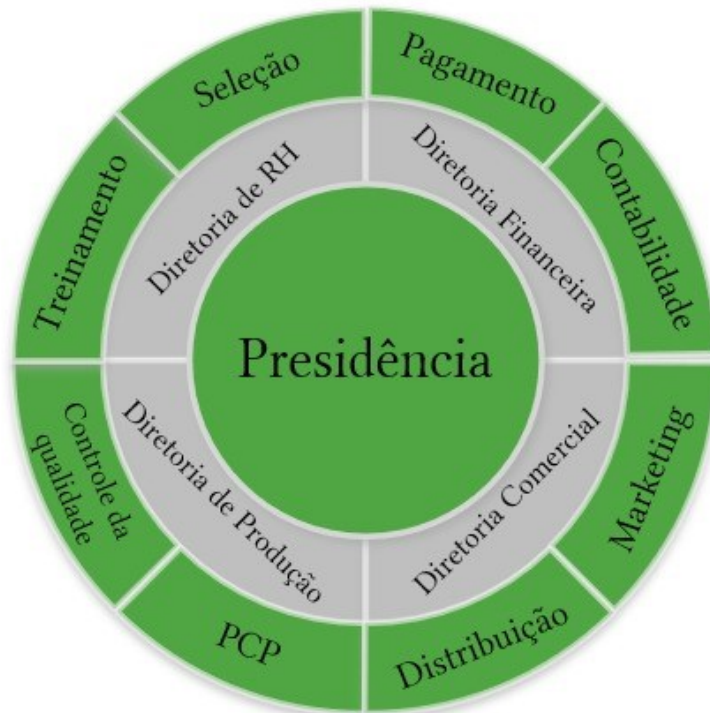 Presidência
Diretoria de RH
Diretoria Financeira
Diretoria Comercial
Diretoria de Produção
Seleção
Pagamento
Contabilidade
Marketing
Distribuição
PCP
Controle da
qualidade
Treinamento